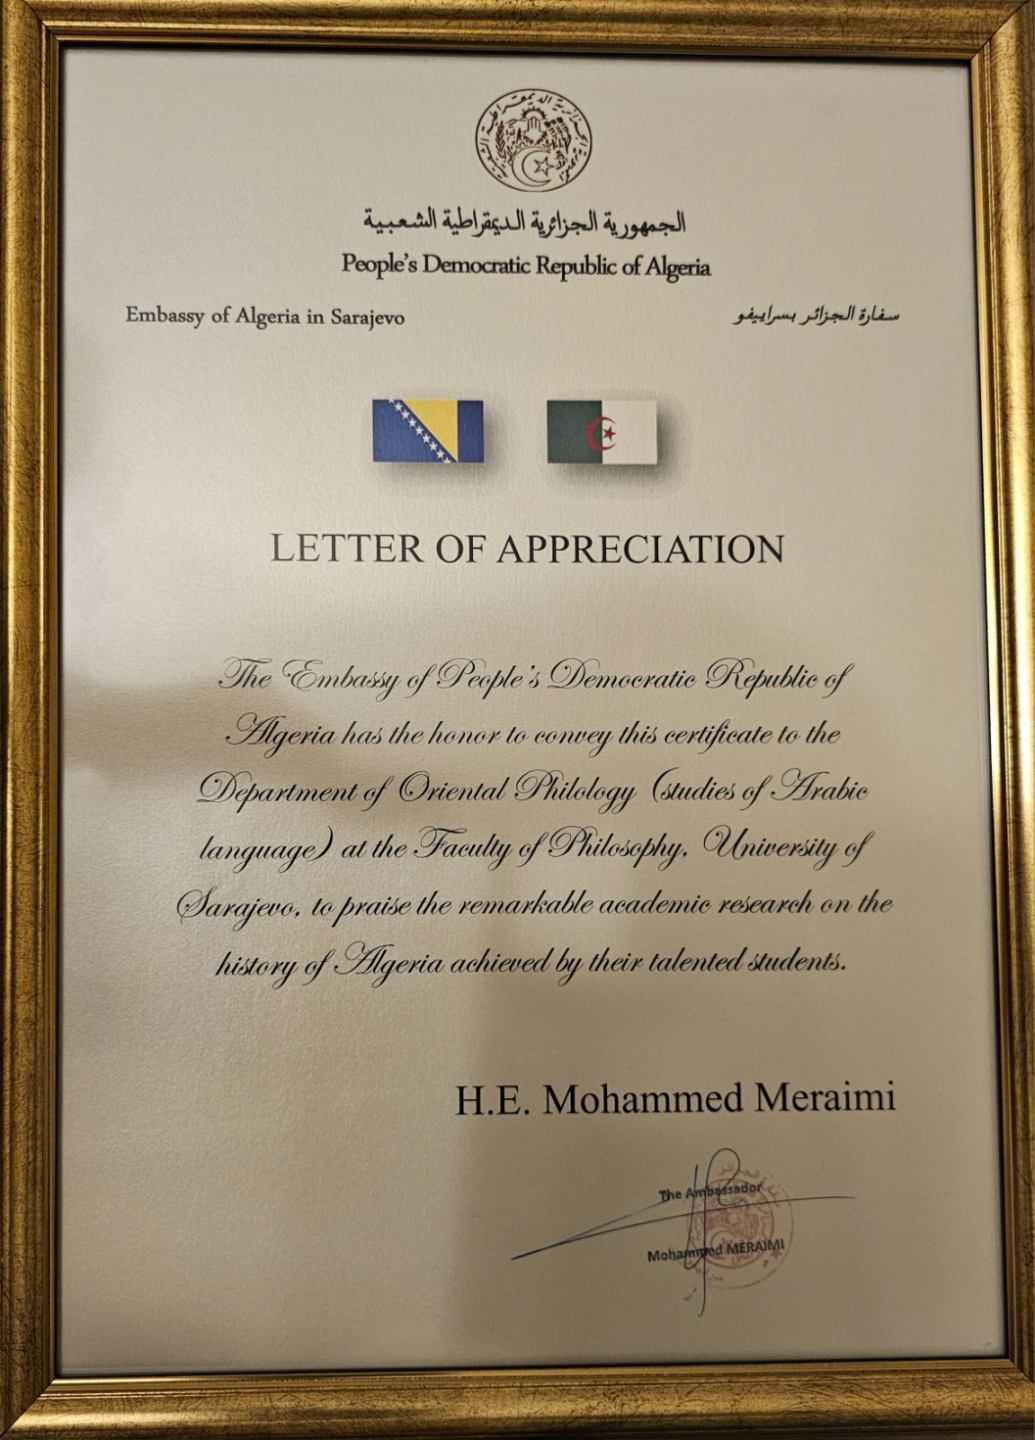 الجمهورية الجزائرية الديمقراطية الشعبية
People's Democratic Republic of Algeria
Embassy of Algeria in Sarajevo
سفارة الجزائر بسراييفو
LETTER OF APPRECIATION
The Embassy of People's Democratic Republic of
Algeria has the honor to convey this certificate to the
Department of Oriental Philology (studies of Arabic
language) at the Faculty of Philosophy, University of
Sarajevo, to praise the remarkable academic research on the
history of Algeria achieved by their talented students.
H.E. Mohammed Meraimi
The Ambassador
Mohammed MERAIMI